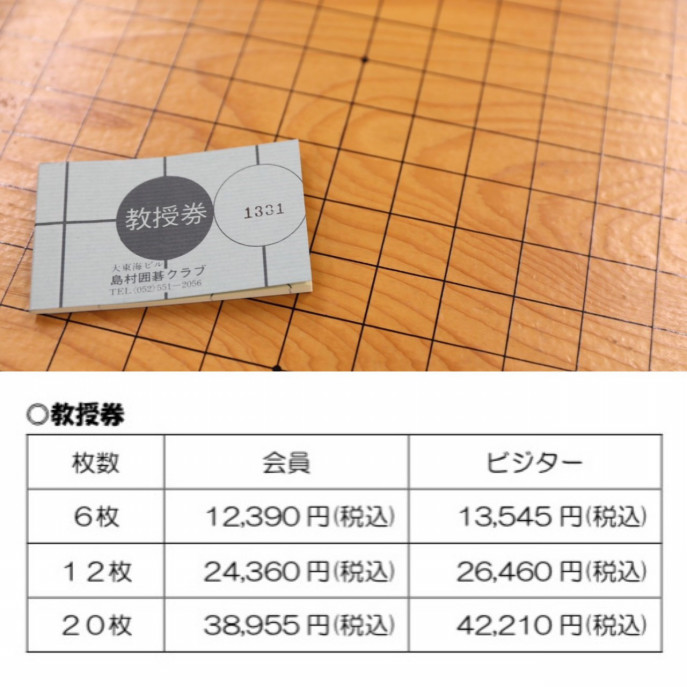 教授券
1331
大東海ビル
島村囲碁クラブ
TEL(052)551-2056
○教授券
枚数 会員 ビジター
6枚 12,390円(税込) 13,545円(税込)
12枚 24,360円(税込) 26,460円(税込)
20枚 38,955円(税込) 42,210円(税込)